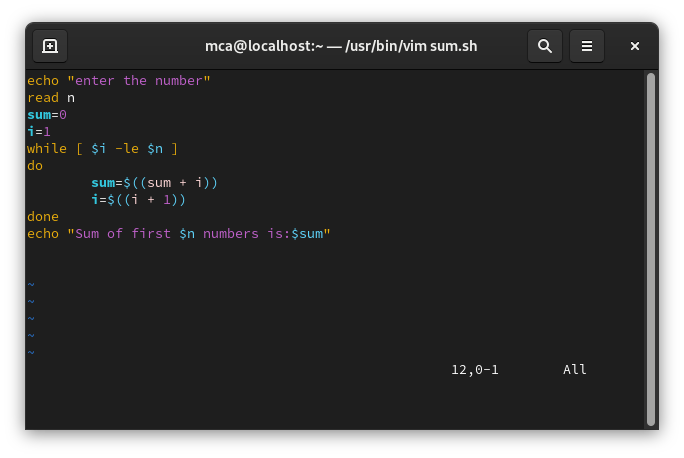 mca@localhost:~ — /usr/bin/vim sum.sh
echo "enter the number"
read n
sum=0
i=1
while [ $i -le $n ]
do
        sum=$((sum + i))
        i=$((i + 1))
done
echo "Sum of first $n numbers is:$sum"
~
~
~
~
~
12,0-1        All